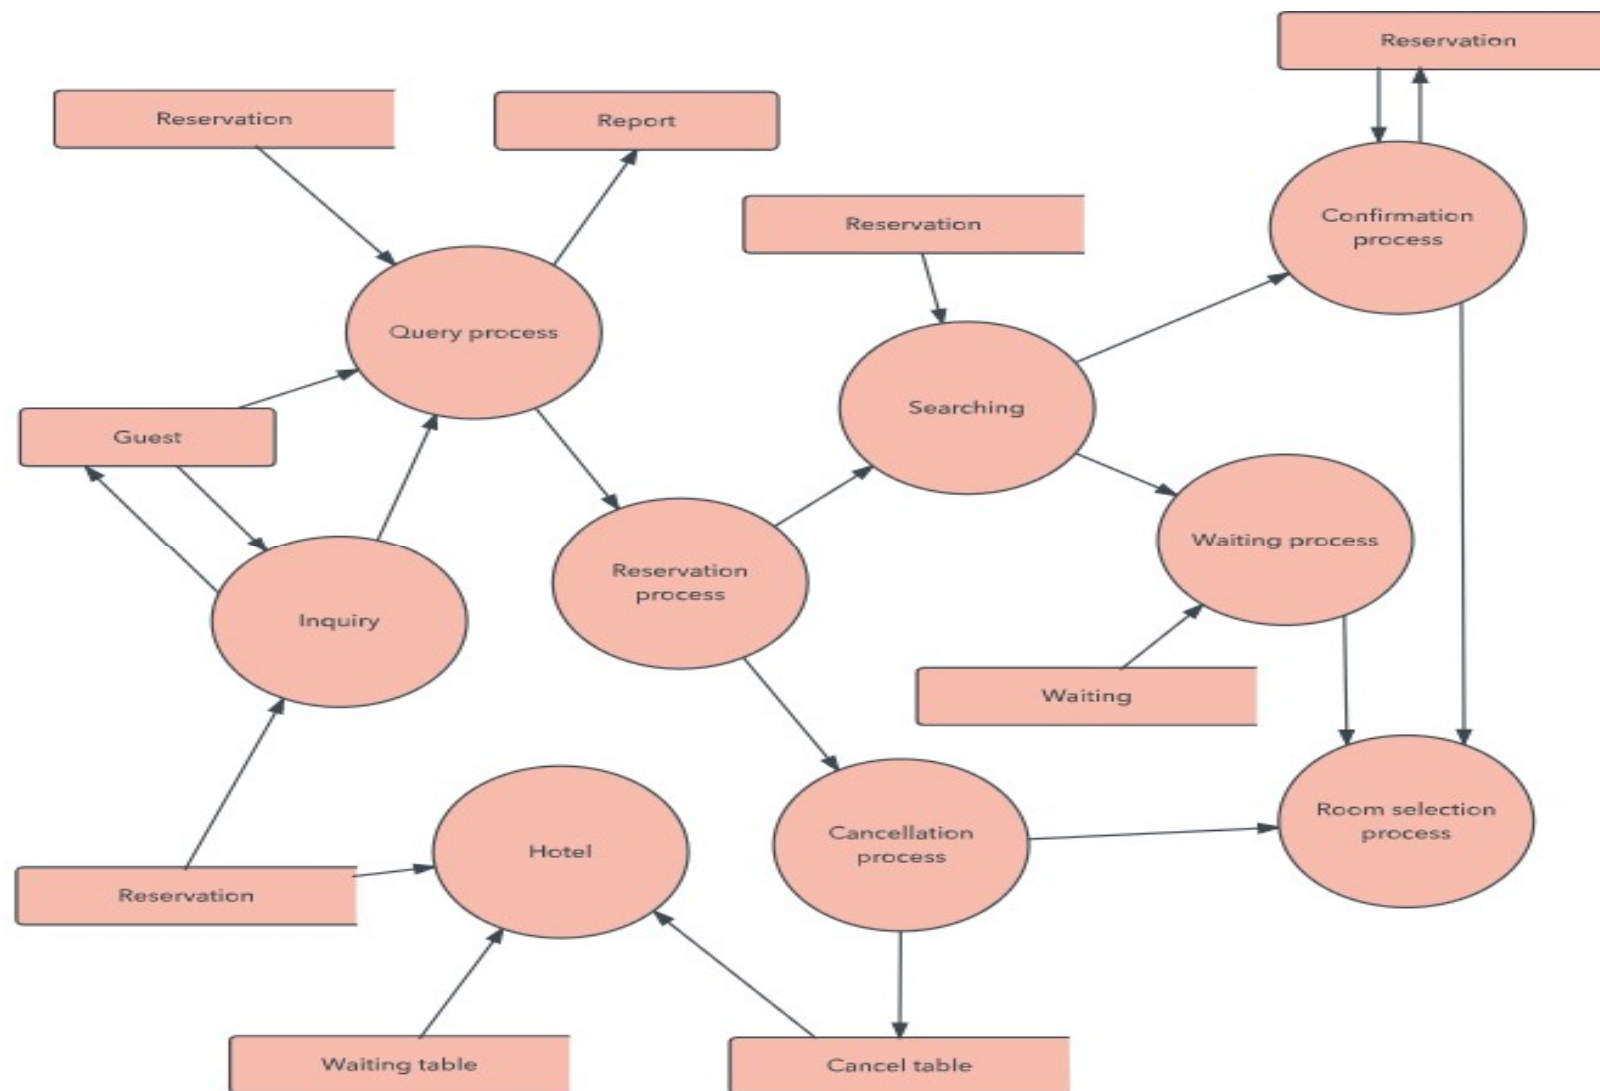 Reservation
Reservation
Report
Reservation
Confirmation
process
Query process
Searching
Guest
Waiting process
Reservation
process
Inquiry
Waiting
Room selection
process
Cancellation
process
Hotel
Reservation
Waiting table
Cancel table